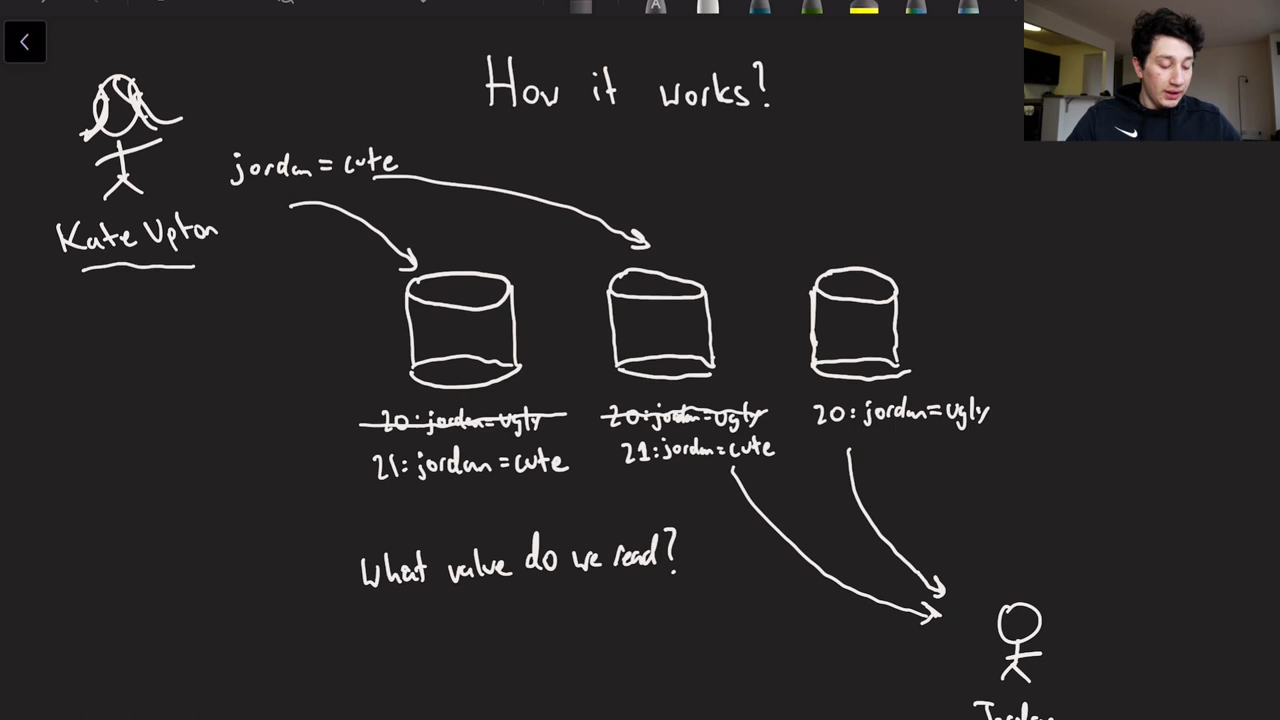 How it works?
jordan = cute
Kate Upton
20: jordan=ugly
20: jordan=ugly
20: jordan=ugly
21: jordan=cute
21: jordan=cute
What value do we read?
Jordan
A